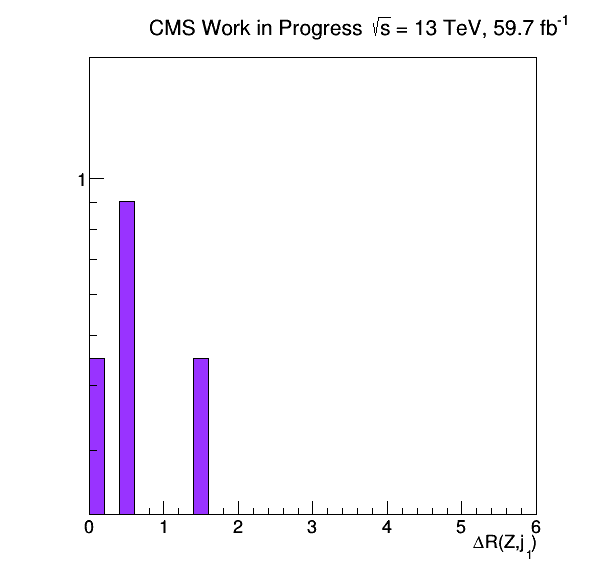 CMS Work in Progress √s = 13 TeV, 59.7 fb⁻¹
1
0 1 2 3 4 5 6
ΔR(Z,j₁)